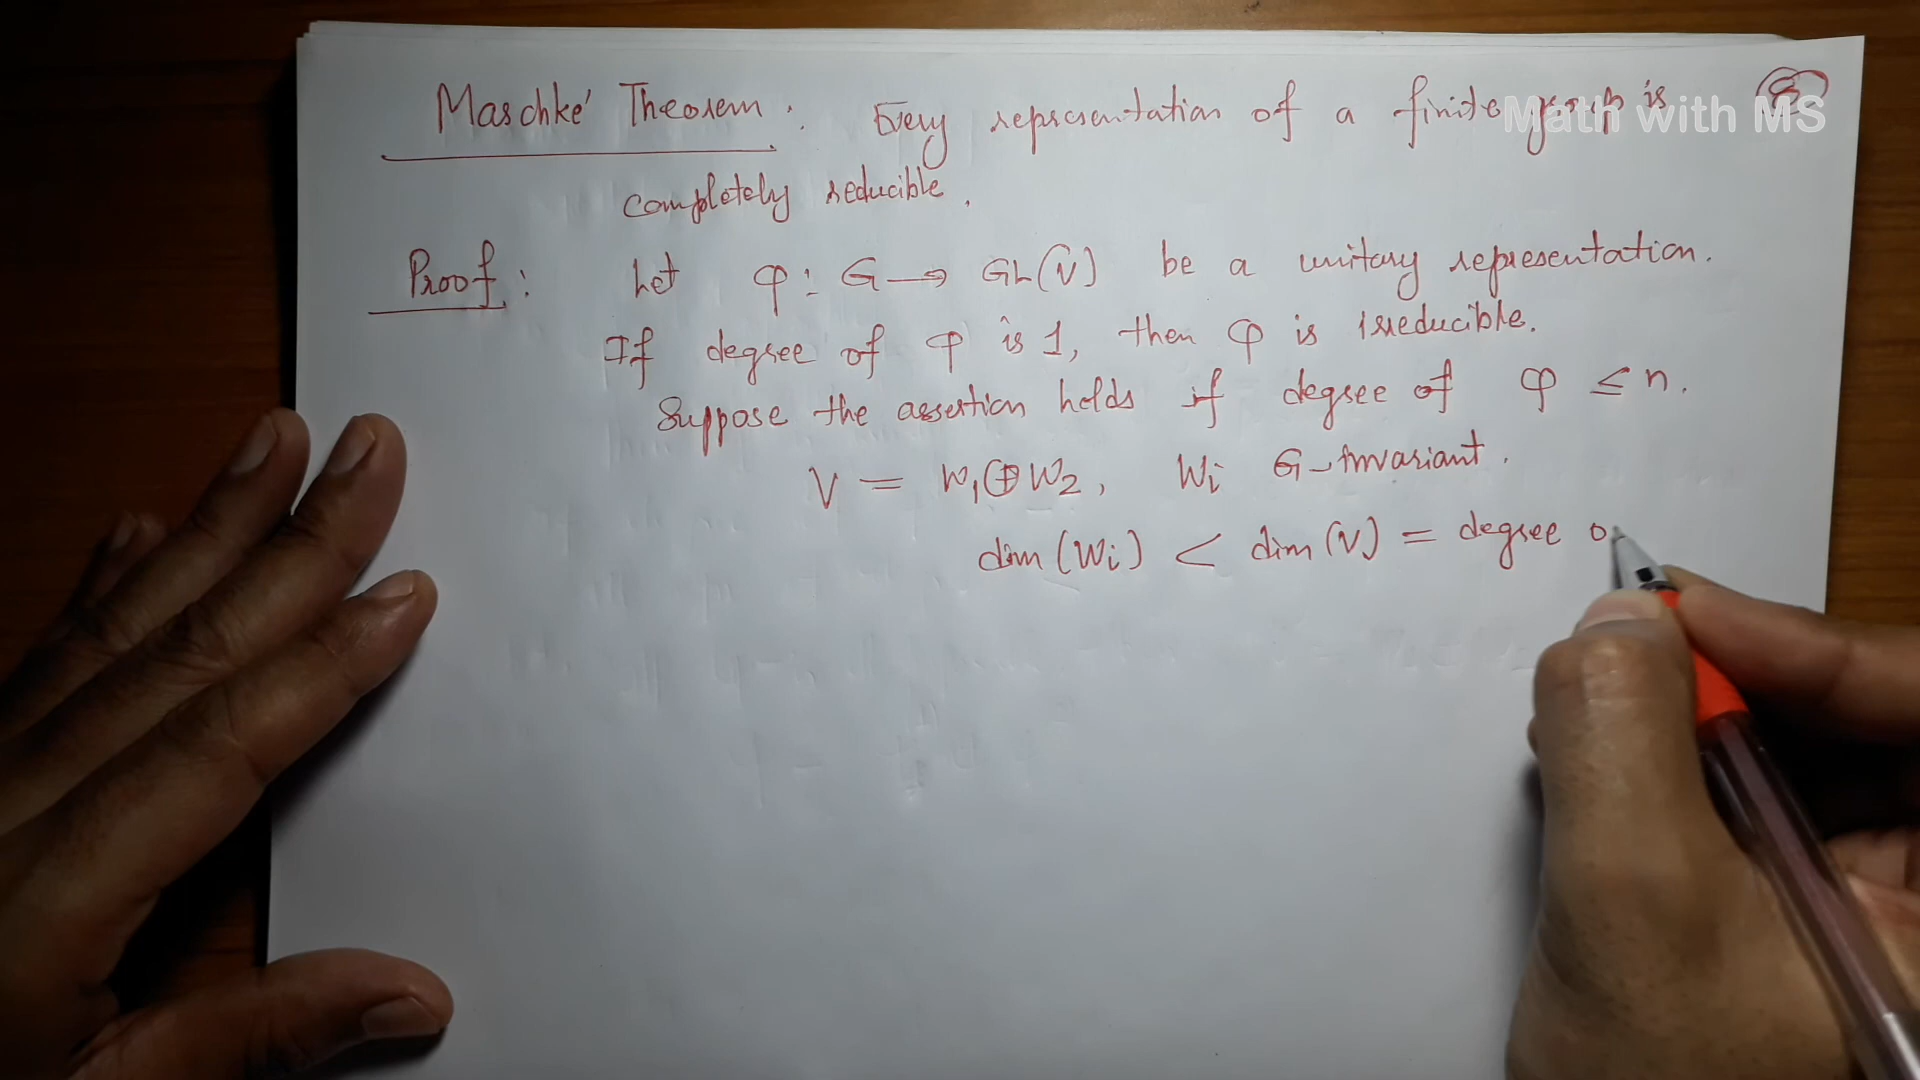 Maschke' Theorem : Every representation of a finite group is
Math with MS
completely reducible.
Proof : Let φ : G → GL(V) be a unitary representation.
If degree of φ is 1, then φ is irreducible.
Suppose the assertion holds if degree of φ ≤ n.
V = W₁ ⊕ W₂, Wi G-invariant.
dim (Wi) < dim (V) = degree o